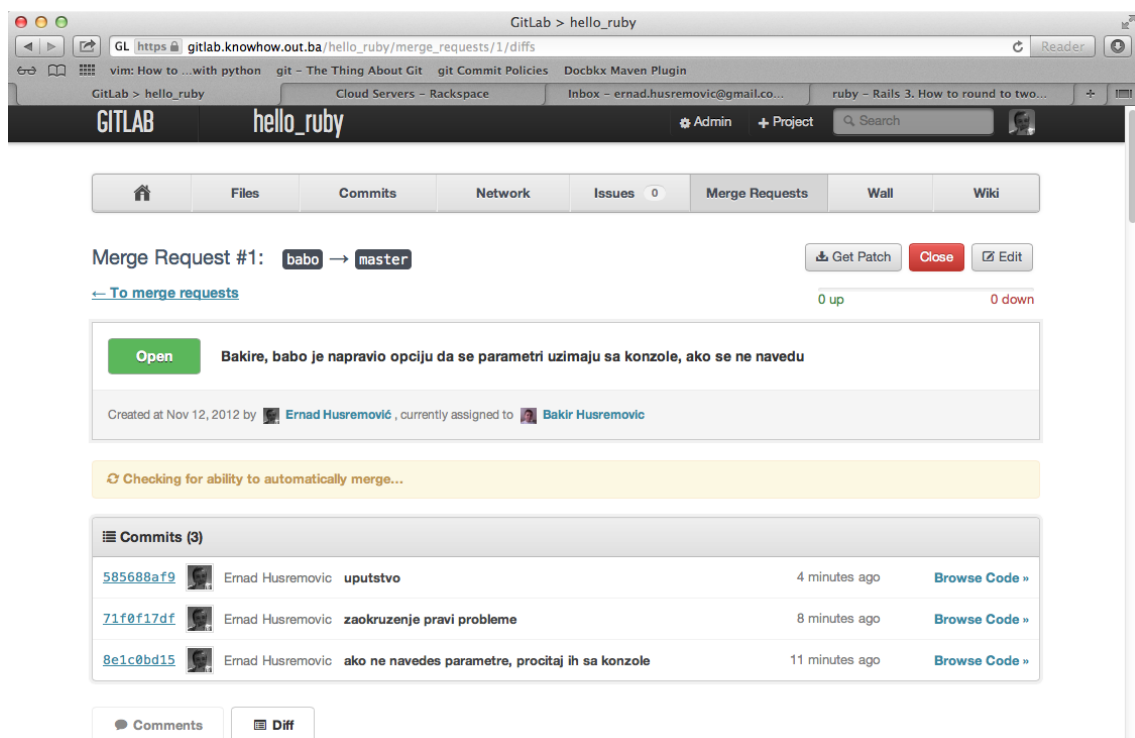 GitLab > hello_ruby
GL https gitlab.knowhow.out.ba/hello_ruby/merge_requests/1/diffs Reader
vim: How to ...with python git – The Thing About Git git Commit Policies Docbkx Maven Plugin
GitLab > hello_ruby Cloud Servers – Rackspace Inbox – ernad.husremovic@gmail.co... ruby – Rails 3. How to round to two...
GITLAB hello_ruby Admin Project Search
Files Commits Network Issues 0 Merge Requests Wall Wiki
Merge Request #1: babo → master Get Patch Close Edit
← To merge requests 0 up 0 down
Open Bakire, babo je napravio opciju da se parametri uzimaju sa konzole, ako se ne navedu
Created at Nov 12, 2012 by Ernad Husremović , currently assigned to Bakir Husremovic
Checking for ability to automatically merge...
Commits (3)
585688af9 Ernad Husremovic uputstvo 4 minutes ago Browse Code »
71f0f17df Ernad Husremovic zaokruzenje pravi probleme 8 minutes ago Browse Code »
8e1c0bd15 Ernad Husremovic ako ne navedes parametre, procitaj ih sa konzole 11 minutes ago Browse Code »
Comments Diff